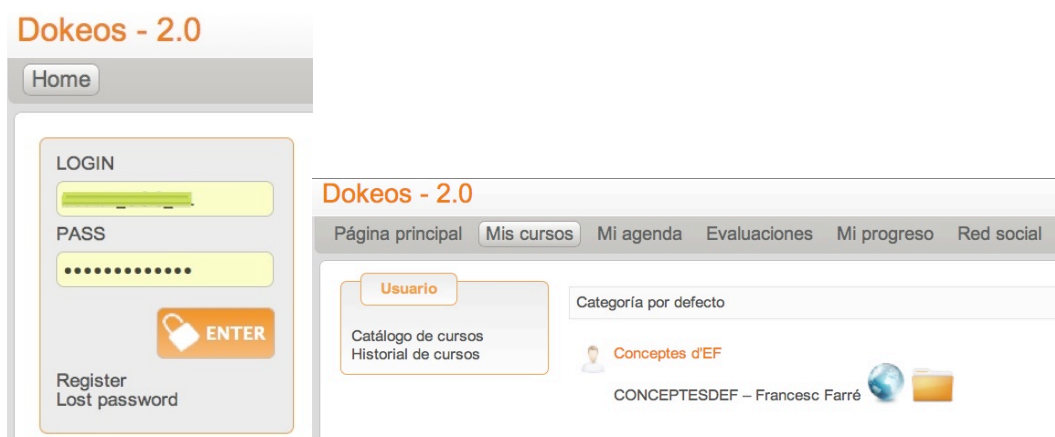 Dokeos - 2.0
Home
LOGIN
PASS
ENTER
Register
Lost password
Dokeos - 2.0
Página principal Mis cursos Mi agenda Evaluaciones Mi progreso Red social
Usuario
Catálogo de cursos
Historial de cursos
Categoría por defecto
Conceptes d'EF
CONCEPTESDEF – Francesc Farré